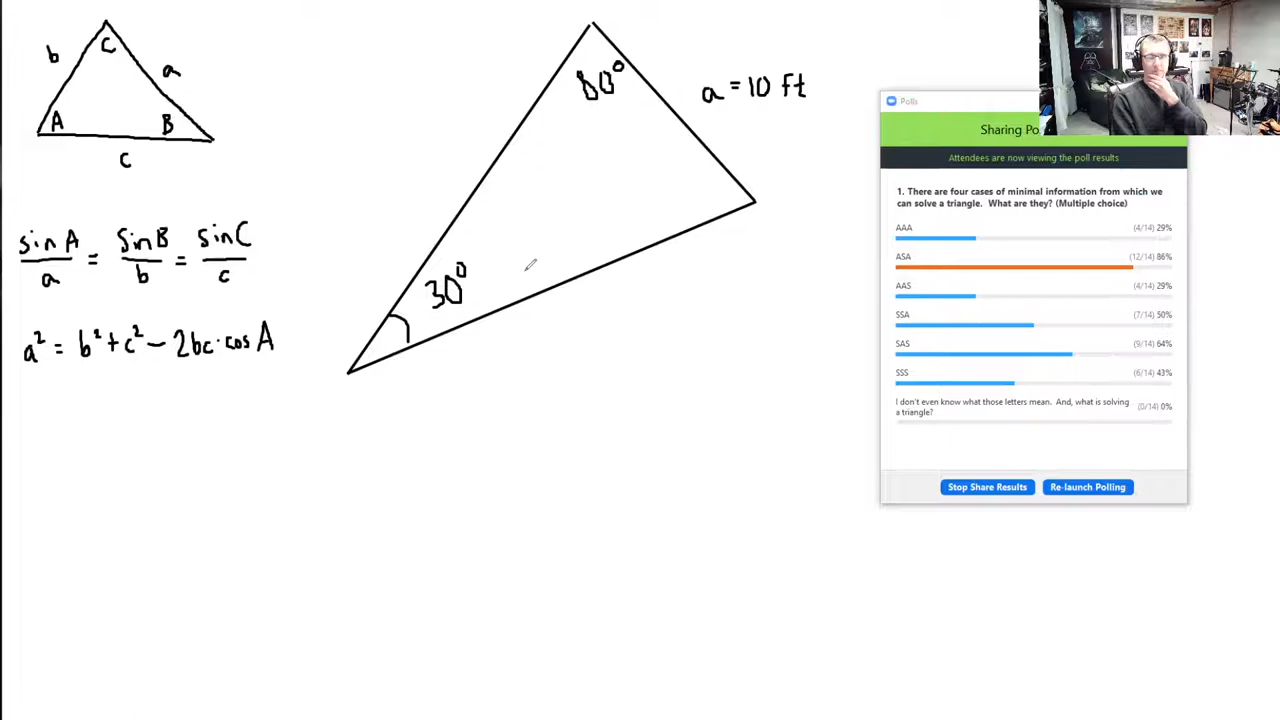 C
b
a
A
B
c
sin A / a = sin B / b = sin C / c
a² = b² + c² − 2bc · cos A
80°
a = 10 ft
30°
Polls
Sharing Po
Attendees are now viewing the poll results
1. There are four cases of minimal information from which we
can solve a triangle. What are they? (Multiple choice)
AAA (4/14) 29%
ASA (12/14) 86%
AAS (4/14) 29%
SSA (7/14) 50%
SAS (9/14) 64%
SSS (6/14) 43%
I don't even know what those letters mean. And, what is solving
a triangle? (0/14) 0%
Stop Share Results
Re-launch Polling